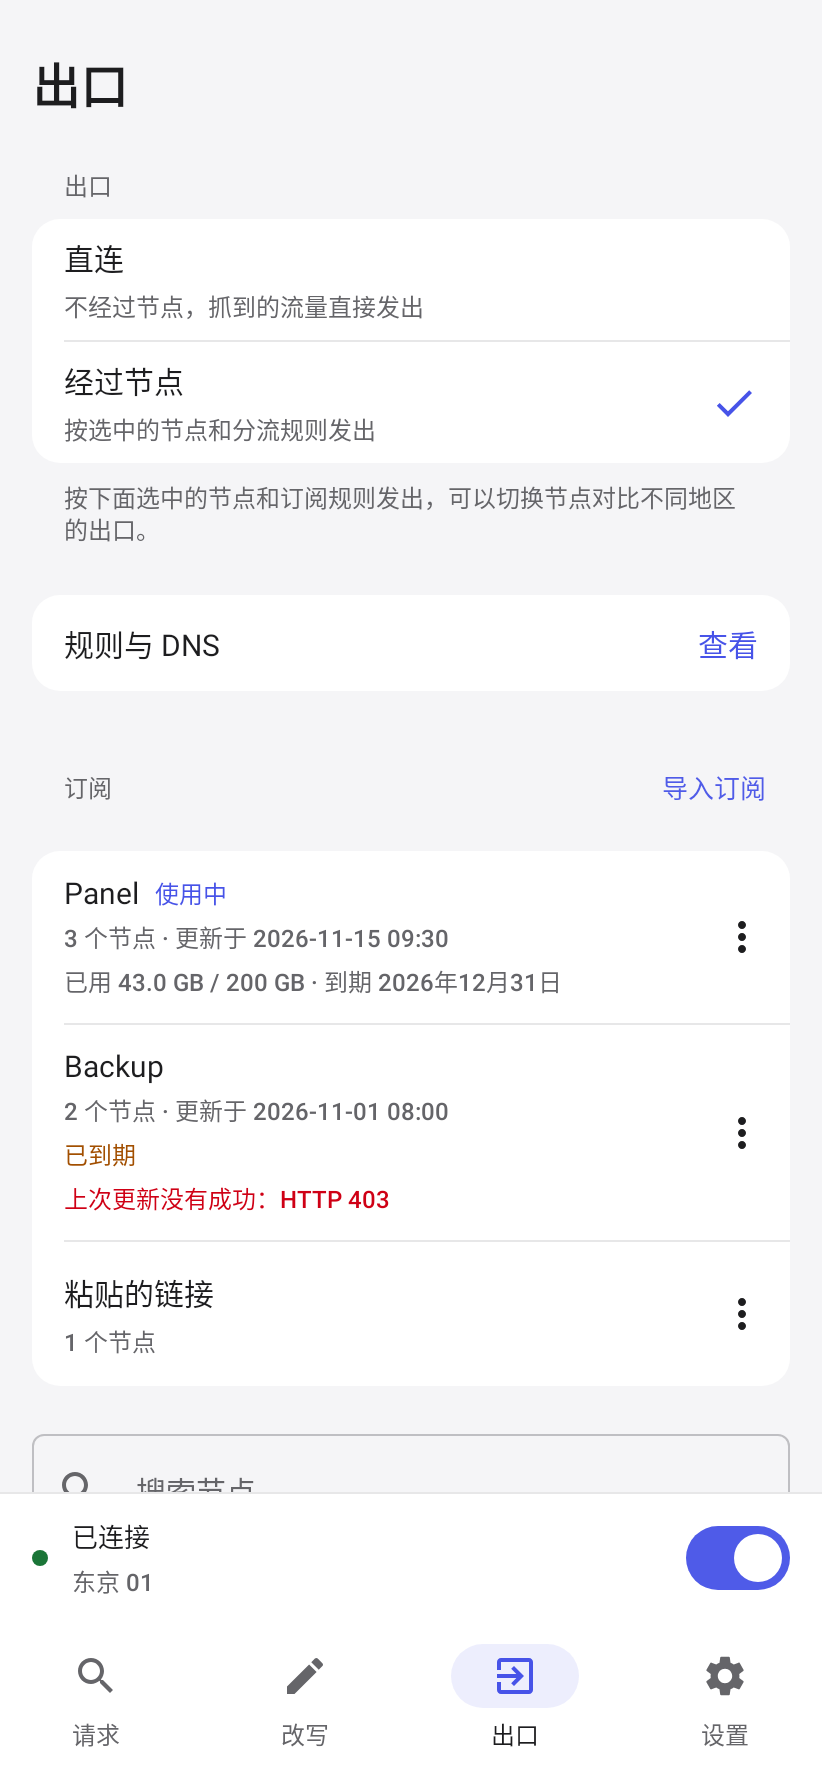 出口
出口
直连
不经过节点，抓到的流量直接发出
经过节点
按选中的节点和分流规则发出
按下面选中的节点和订阅规则发出，可以切换节点对比不同地区
的出口。
规则与 DNS
查看
订阅
导入订阅
Panel 使用中
3 个节点 · 更新于 2026-11-15 09:30
已用 43.0 GB / 200 GB · 到期 2026年12月31日
Backup
2 个节点 · 更新于 2026-11-01 08:00
已到期
上次更新没有成功：HTTP 403
粘贴的链接
1 个节点
搜索节点
已连接
东京 01
请求
改写
出口
设置